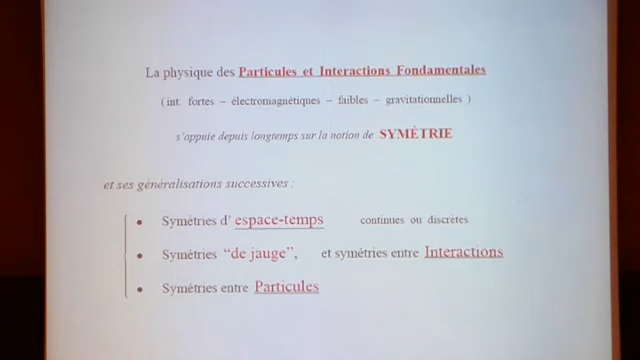 La physique des Particules et Interactions Fondamentales
(int. fortes – électromagnétiques – faibles – gravitationnelles )
s'appuie depuis longtemps sur la notion de SYMÉTRIE
et ses généralisations successives :
• Symétries d' espace-temps continues ou discrètes
• Symétries “de jauge”, et symétries entre Interactions
• Symétries entre Particules